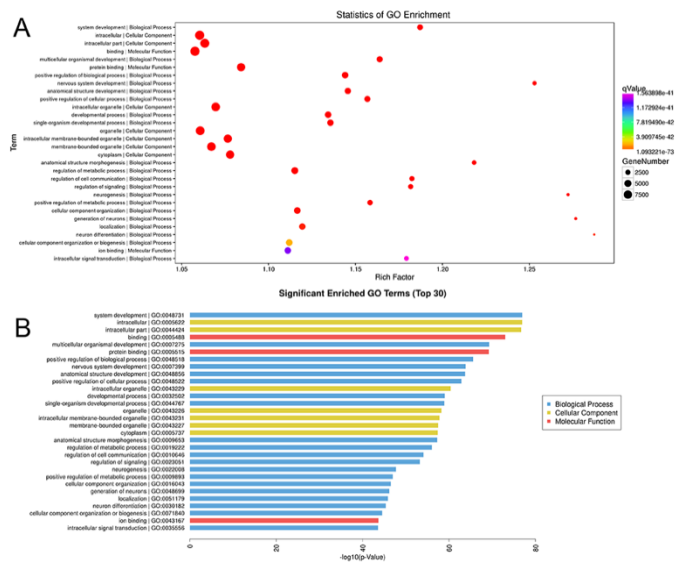 A
Statistics of GO Enrichment
Term
system development | Biological Process
intracellular | Cellular Component
intracellular part | Cellular Component
binding | Molecular Function
multicellular organismal development | Biological Process
protein binding | Molecular Function
positive regulation of biological process | Biological Process
nervous system development | Biological Process
anatomical structure development | Biological Process
positive regulation of cellular process | Biological Process
intracellular organelle | Cellular Component
developmental process | Biological Process
single-organism developmental process | Biological Process
organelle | Cellular Component
intracellular membrane-bounded organelle | Cellular Component
membrane-bounded organelle | Cellular Component
cytoplasm | Cellular Component
anatomical structure morphogenesis | Biological Process
regulation of metabolic process | Biological Process
regulation of cell communication | Biological Process
regulation of signaling | Biological Process
neurogenesis | Biological Process
positive regulation of metabolic process | Biological Process
cellular component organization | Biological Process
generation of neurons | Biological Process
localization | Biological Process
neuron differentiation | Biological Process
cellular component organization or biogenesis | Biological Process
ion binding | Molecular Function
intracellular signal transduction | Biological Process
1.05 1.10 1.15 1.20 1.25
Rich Factor
qValue
1.563898e-41
1.172924e-41
7.819490e-42
3.909745e-42
1.093221e-73
GeneNumber
2500
5000
7500
Significant Enriched GO Terms (Top 30)
B
system development | GO:0048731
intracellular | GO:0005622
intracellular part | GO:0044424
binding | GO:0005488
multicellular organismal development | GO:0007275
protein binding | GO:0005515
positive regulation of biological process | GO:0048518
nervous system development | GO:0007399
anatomical structure development | GO:0048856
positive regulation of cellular process | GO:0048522
intracellular organelle | GO:0043229
developmental process | GO:0032502
single-organism developmental process | GO:0044767
organelle | GO:0043226
intracellular membrane-bounded organelle | GO:0043231
membrane-bounded organelle | GO:0043227
cytoplasm | GO:0005737
anatomical structure morphogenesis | GO:0009653
regulation of metabolic process | GO:0019222
regulation of cell communication | GO:0010646
regulation of signaling | GO:0023051
neurogenesis | GO:0022008
positive regulation of metabolic process | GO:0009893
cellular component organization | GO:0016043
generation of neurons | GO:0048699
localization | GO:0051179
neuron differentiation | GO:0030182
cellular component organization or biogenesis | GO:0071840
ion binding | GO:0043167
intracellular signal transduction | GO:0035556
Biological Process
Cellular Component
Molecular Function
0 20 40 60 80
-log10(p-Value)